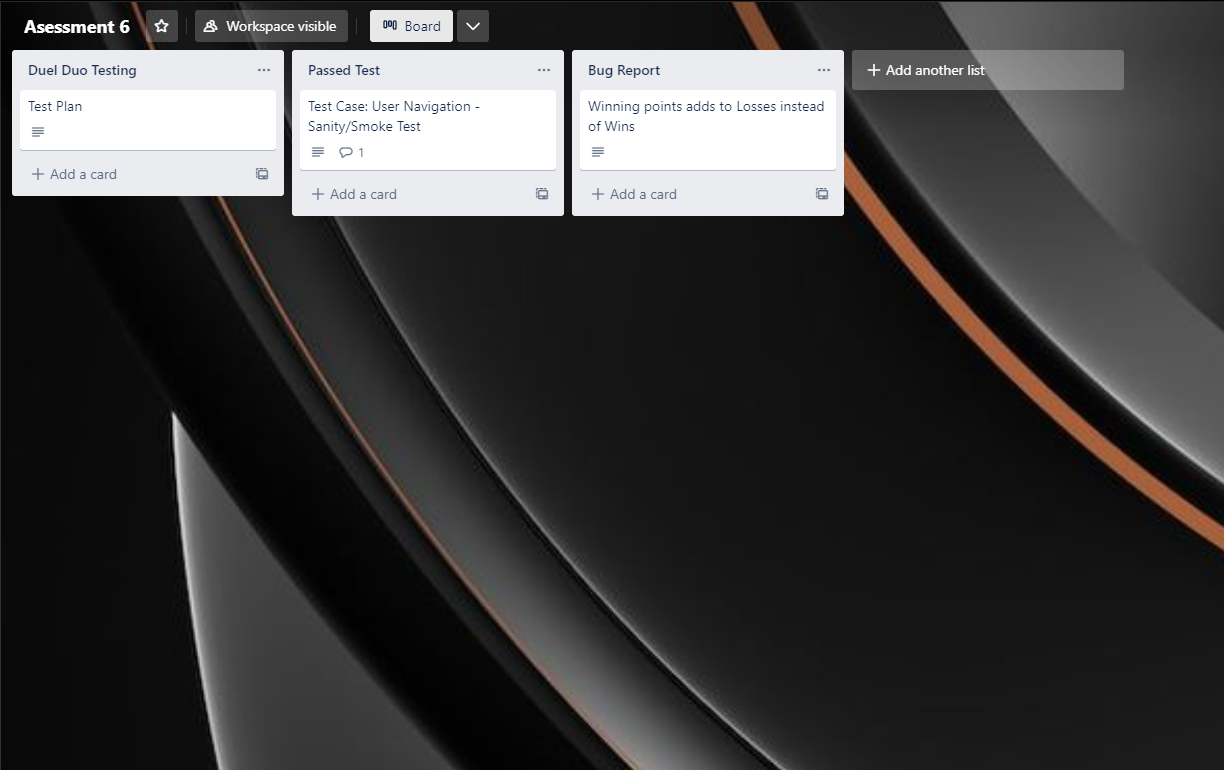 Asessment 6
Workspace visible
Board
Duel Duo Testing
Test Plan
Add a card
Passed Test
Test Case: User Navigation -
Sanity/Smoke Test
1
Add a card
Bug Report
Winning points adds to Losses instead
of Wins
Add a card
Add another list